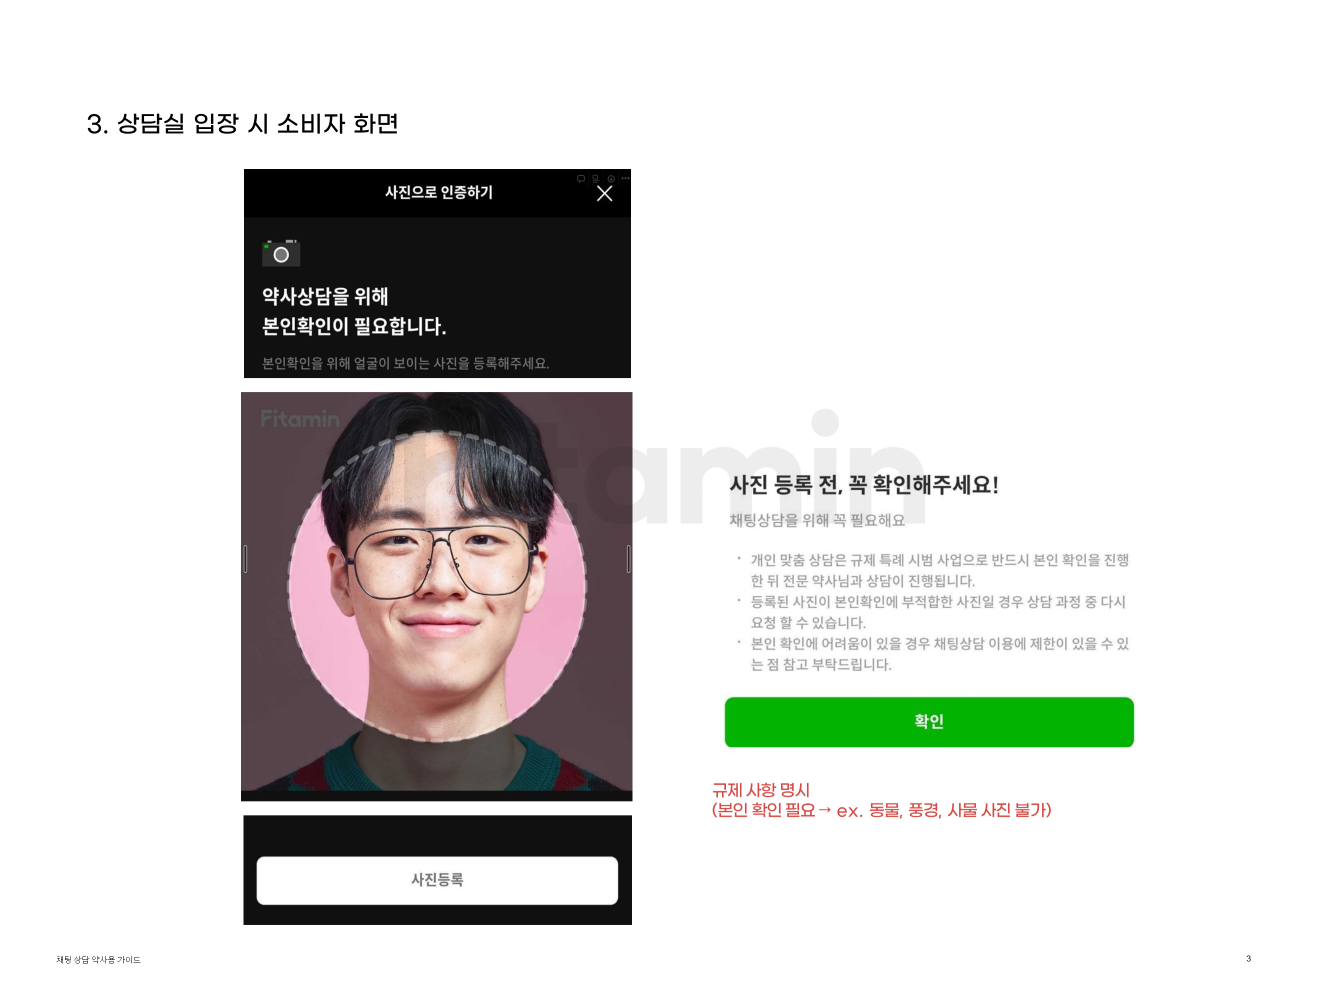 3. 상담실 입장 시 소비자 화면
사진으로 인증하기
약사상담을 위해
본인확인이 필요합니다.
본인확인을 위해 얼굴이 보이는 사진을 등록해주세요.
Fitamin
사진등록
fitamin
사진 등록 전, 꼭 확인해주세요!
채팅상담을 위해 꼭 필요해요
· 개인 맞춤 상담은 규제 특례 시범 사업으로 반드시 본인 확인을 진행
한 뒤 전문 약사님과 상담이 진행됩니다.
· 등록된 사진이 본인확인에 부적합한 사진일 경우 상담 과정 중 다시
요청 할 수 있습니다.
· 본인 확인에 어려움이 있을 경우 채팅상담 이용에 제한이 있을 수 있
는 점 참고 부탁드립니다.
확인
규제 사항 명시
(본인 확인 필요→ ex. 동물, 풍경, 사물 사진 불가)
채팅 상담 약사용 가이드
3